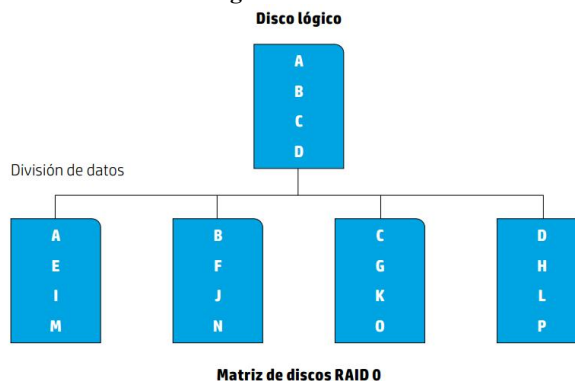 Disco lógico
A
B
C
D
División de datos
A
E
I
M
B
F
J
N
C
G
K
O
D
H
L
P
Matriz de discos RAID 0